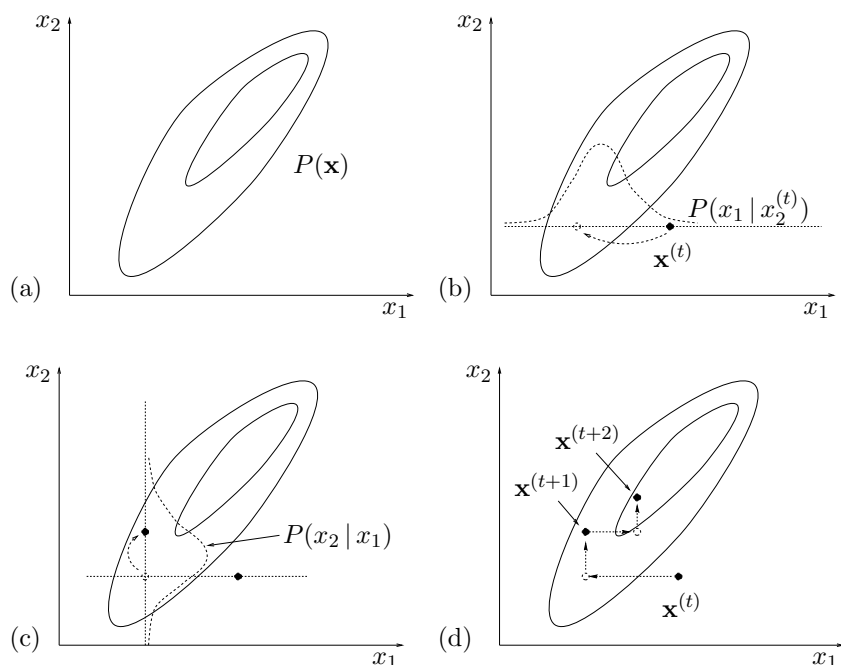 x₂
P(x)
(a)
x₁
x₂
P(x₁ | x₂⁽ᵗ⁾)
x⁽ᵗ⁾
(b)
x₁
x₂
P(x₂ | x₁)
(c)
x₁
x₂
x⁽ᵗ⁺²⁾
x⁽ᵗ⁺¹⁾
x⁽ᵗ⁾
(d)
x₁